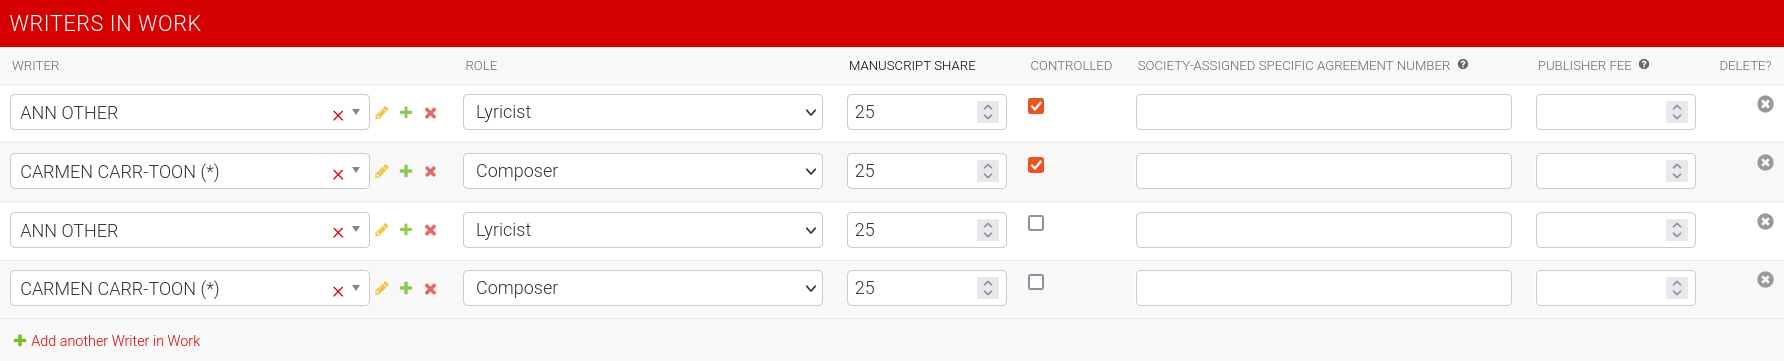 WRITERS IN WORK
WRITER ROLE MANUSCRIPT SHARE CONTROLLED SOCIETY-ASSIGNED SPECIFIC AGREEMENT NUMBER PUBLISHER FEE DELETE?
ANN OTHER Lyricist 25
CARMEN CARR-TOON (*) Composer 25
ANN OTHER Lyricist 25
CARMEN CARR-TOON (*) Composer 25
Add another Writer in Work